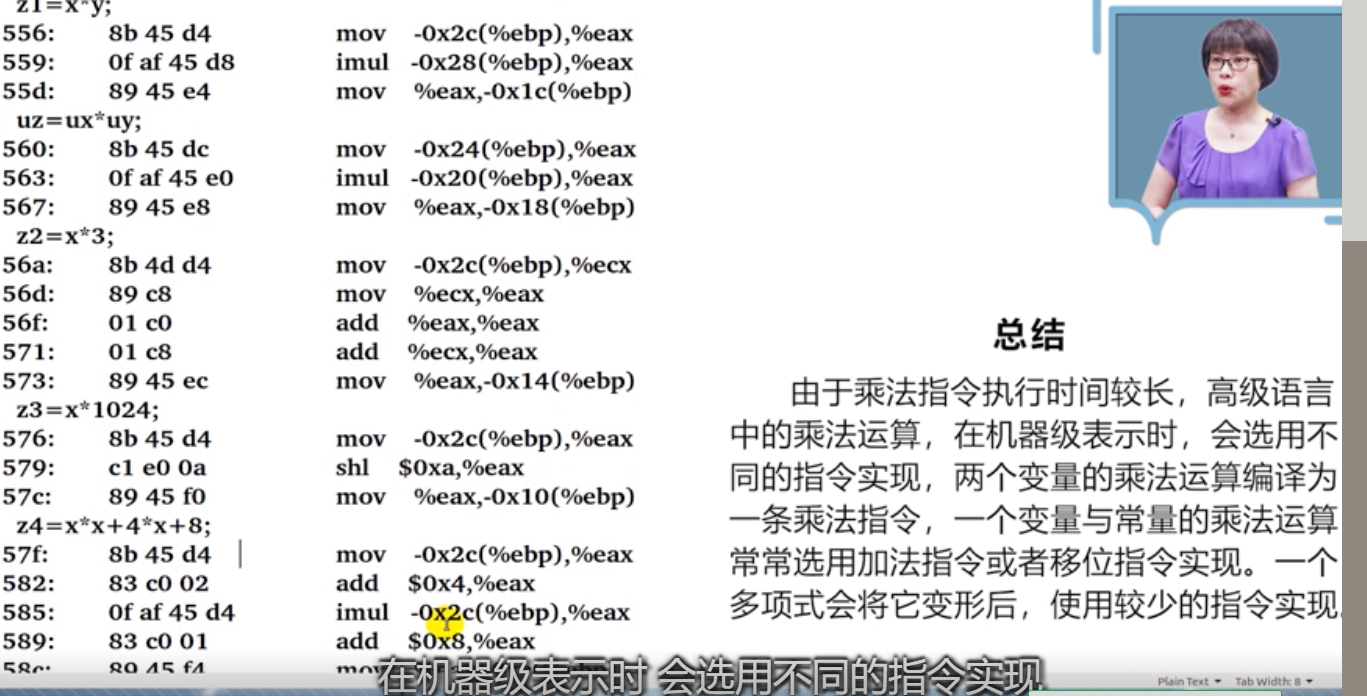 z1=x*y;
556: 8b 45 d4 mov -0x2c(%ebp),%eax
559: 0f af 45 d8 imul -0x28(%ebp),%eax
55d: 89 45 e4 mov %eax,-0x1c(%ebp)
uz=ux*uy;
560: 8b 45 dc mov -0x24(%ebp),%eax
563: 0f af 45 e0 imul -0x20(%ebp),%eax
567: 89 45 e8 mov %eax,-0x18(%ebp)
z2=x*3;
56a: 8b 4d d4 mov -0x2c(%ebp),%ecx
56d: 89 c8 mov %ecx,%eax
56f: 01 c0 add %eax,%eax
571: 01 c8 add %ecx,%eax
573: 89 45 ec mov %eax,-0x14(%ebp)
z3=x*1024;
576: 8b 45 d4 mov -0x2c(%ebp),%eax
579: c1 e0 0a shl $0xa,%eax
57c: 89 45 f0 mov %eax,-0x10(%ebp)
z4=x*x+4*x+8;
57f: 8b 45 d4 mov -0x2c(%ebp),%eax
582: 83 c0 02 add $0x4,%eax
585: 0f af 45 d4 imul -0x2c(%ebp),%eax
589: 83 c0 01 add $0x8,%eax
58c: 89 45 f4 mov
总结
由于乘法指令执行时间较长，高级语言
中的乘法运算，在机器级表示时，会选用不
同的指令实现，两个变量的乘法运算编译为
一条乘法指令，一个变量与常量的乘法运算
常常选用加法指令或者移位指令实现。一个
多项式会将它变形后，使用较少的指令实现.
在机器级表示时 会选用不同的指令实现
Plain Text Tab Width: 8